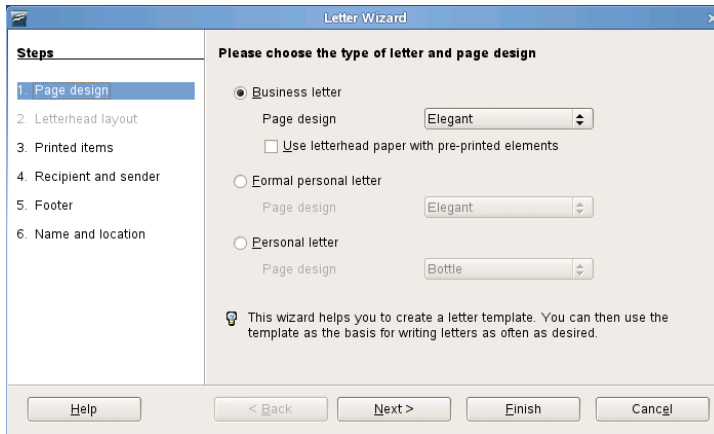 Letter Wizard
Steps
1. Page design
2. Letterhead layout
3. Printed items
4. Recipient and sender
5. Footer
6. Name and location
Please choose the type of letter and page design
Business letter
Page design Elegant
Use letterhead paper with pre-printed elements
Formal personal letter
Page design Elegant
Personal letter
Page design Bottle
This wizard helps you to create a letter template. You can then use the
template as the basis for writing letters as often as desired.
Help < Back Next > Finish Cancel